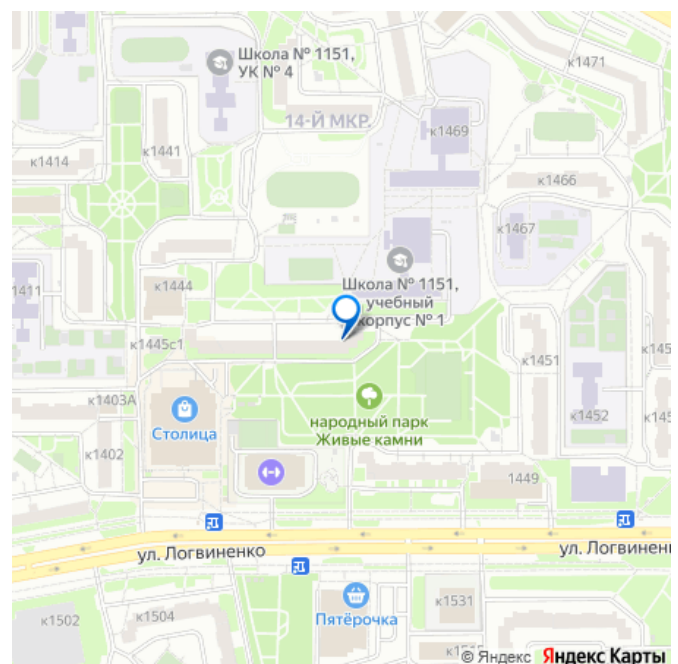 Школа № 1151,
УК № 4
к1471
14-Й МКР.
к1469
к1441
к1414
к1466
к1467
1411
к1444
Школа № 1151,
учебный
корпус № 1
к1445с1
к1451
к145
к1403А
Столица
народный парк
Живые камни
к1452
к145
к1402
1449
ул. Логвиненко
ул. Логвиненк
к1502
к1504
Пятёрочка
к1531
© Яндекс Яндекс Карты